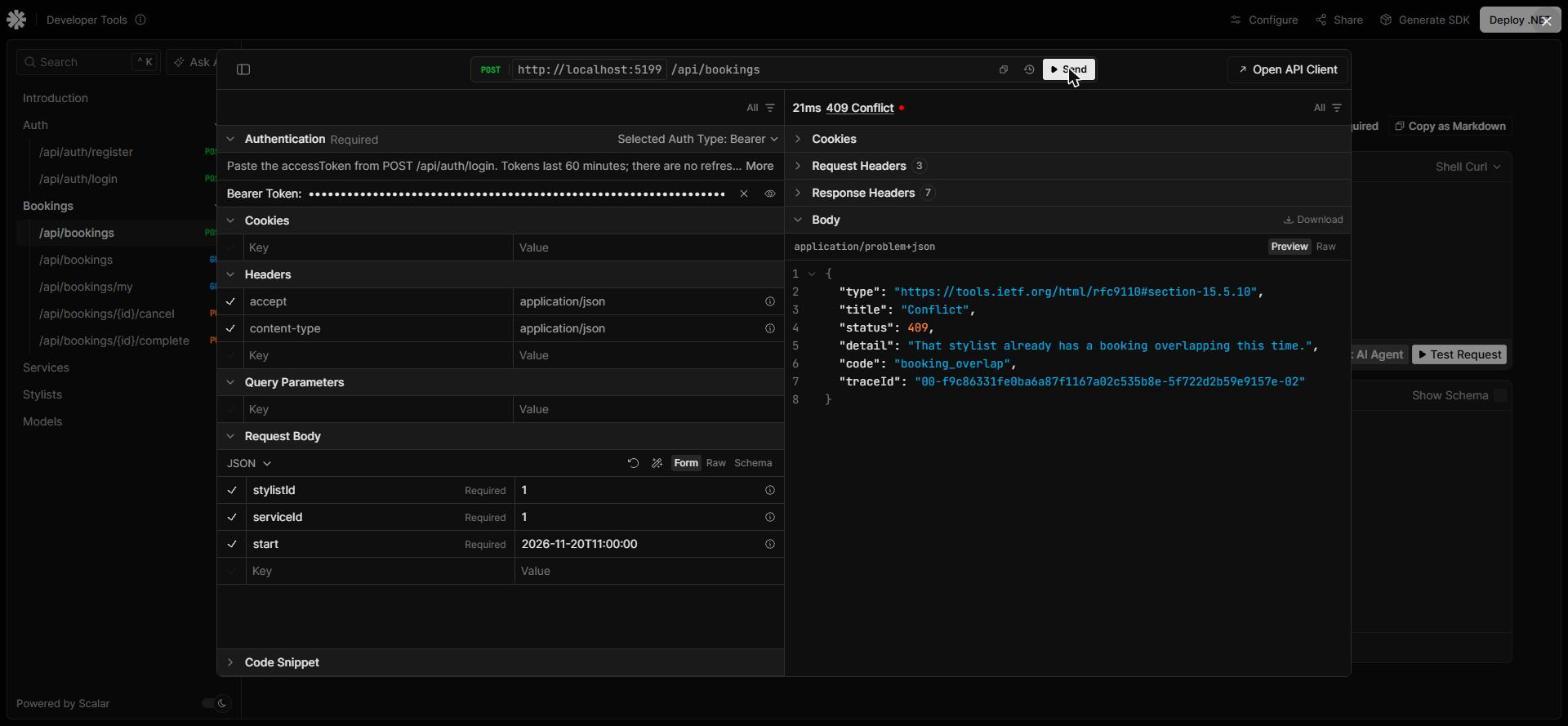 Developer Tools
Configure
Share
Generate SDK
Deploy .NET
Search
^ K
Ask A
Introduction
Auth
/api/auth/register
/api/auth/login
Bookings
/api/bookings
/api/bookings
/api/bookings/my
/api/bookings/{id}/cancel
/api/bookings/{id}/complete
Services
Stylists
Models
Powered by Scalar
POST
http://localhost:5199
/api/bookings
Send
Open API Client
All
Authentication Required
Selected Auth Type: Bearer
Paste the accessToken from POST /api/auth/login. Tokens last 60 minutes; there are no refres... More
Bearer Token: ••••••••••••••••••••••••••••••••••••••••••••••••••••••••••••••
Cookies
Key Value
Headers
accept application/json
content-type application/json
Key Value
Query Parameters
Key Value
Request Body
JSON
Form Raw Schema
stylistId Required 1
serviceId Required 1
start Required 2026-11-20T11:00:00
Key Value
Code Snippet
21ms 409 Conflict
All
Cookies
Request Headers 3
Response Headers 7
Body
Download
application/problem+json
Preview Raw
1 {
2 "type": "https://tools.ietf.org/html/rfc9110#section-15.5.10",
3 "title": "Conflict",
4 "status": 409,
5 "detail": "That stylist already has a booking overlapping this time.",
6 "code": "booking_overlap",
7 "traceId": "00-f9c86331fe0ba6a87f1167a02c535b8e-5f722d2b59e9157e-02"
8 }
Copy as Markdown
Shell Curl
AI Agent
Test Request
Show Schema